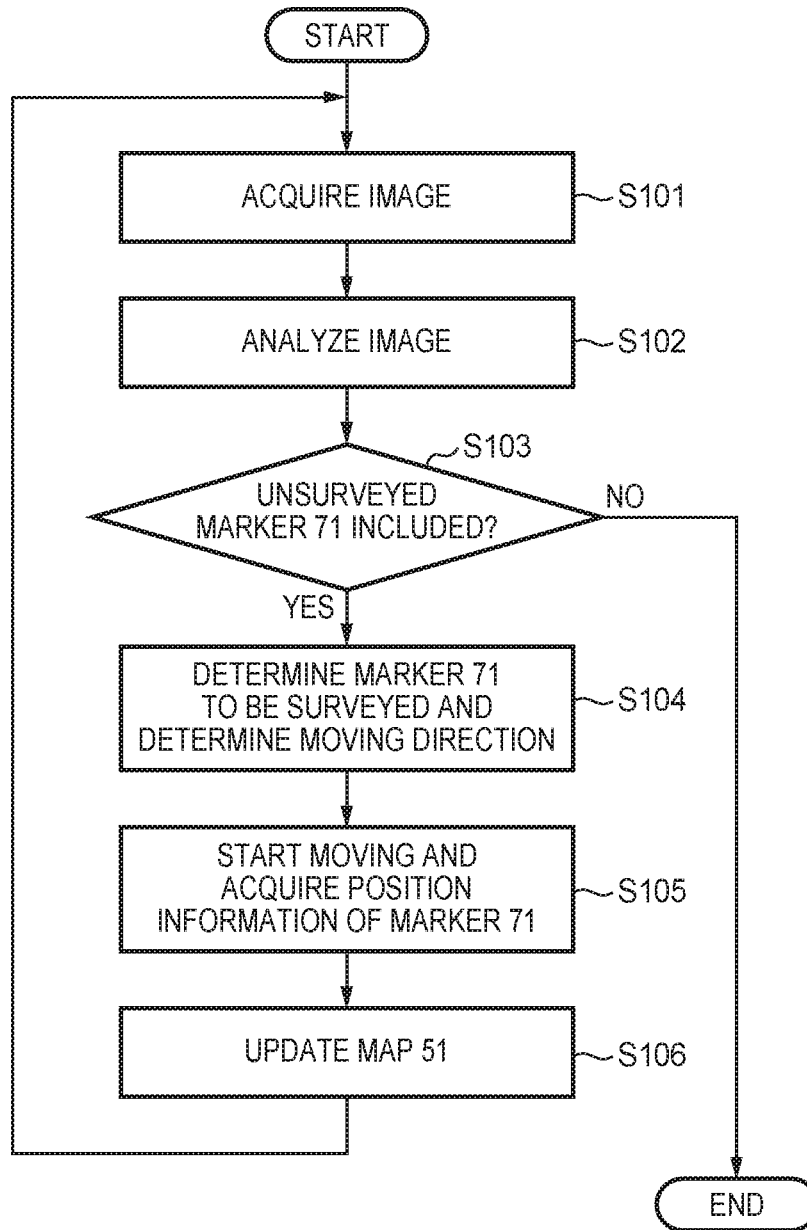 START
ACQUIRE IMAGE
S101
ANALYZE IMAGE
S102
S103
UNSURVEYED
MARKER 71 INCLUDED?
NO
YES
DETERMINE MARKER 71
TO BE SURVEYED AND
DETERMINE MOVING DIRECTION
S104
START MOVING AND
ACQUIRE POSITION
INFORMATION OF MARKER 71
S105
UPDATE MAP 51
S106
END